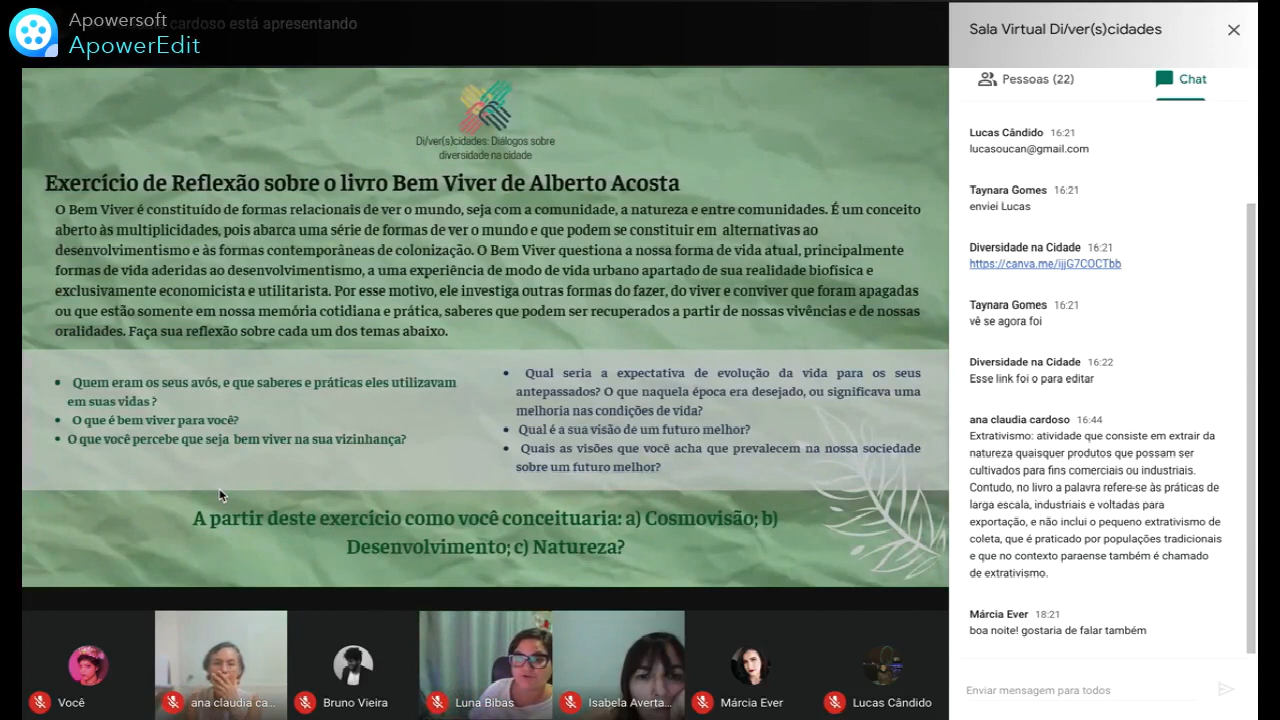 Apowersoft
ApowerEdit
cardoso está apresentando
Di/ver(s)cidades: Diálogos sobre
diversidade na cidade
Exercício de Reflexão sobre o livro Bem Viver de Alberto Acosta
O Bem Viver é constituído de formas relacionais de ver o mundo, seja com a comunidade, a natureza e entre comunidades. É um conceito
aberto às multiplicidades, pois abarca uma série de formas de ver o mundo e que podem se constituir em alternativas ao
desenvolvimentismo e às formas contemporâneas de colonização. O Bem Viver questiona a nossa forma de vida atual, principalmente
formas de vida aderidas ao desenvolvimentismo, a uma experiência de modo de vida urbano apartado de sua realidade biofísica e
exclusivamente economicista e utilitarista. Por esse motivo, ele investiga outras formas do fazer, do viver e conviver que foram apagadas
ou que estão somente em nossa memória cotidiana e prática, saberes que podem ser recuperados a partir de nossas vivências e de nossas
oralidades. Faça sua reflexão sobre cada um dos temas abaixo.
• Quem eram os seus avós, e que saberes e práticas eles utilizavam
em suas vidas ?
• O que é bem viver para você?
• O que você percebe que seja bem viver na sua vizinhança?
• Qual seria a expectativa de evolução da vida para os seus
antepassados? O que naquela época era desejado, ou significava uma
melhoria nas condições de vida?
• Qual é a sua visão de um futuro melhor?
• Quais as visões que você acha que prevalecem na nossa sociedade
sobre um futuro melhor?
A partir deste exercício como você conceituaria: a) Cosmovisão; b)
Desenvolvimento; c) Natureza?
Você
ana claudia ca...
Bruno Vieira
Luna Bibas
Isabela Averta...
Márcia Ever
Lucas Cândido
Sala Virtual Di/ver(s)cidades
Pessoas (22)
Chat
Lucas Cândido 16:21
lucasoucan@gmail.com
Taynara Gomes 16:21
enviei Lucas
Diversidade na Cidade 16:21
https://canva.me/ijjG7COCTbb
Taynara Gomes 16:21
vê se agora foi
Diversidade na Cidade 16:22
Esse link foi o para editar
ana claudia cardoso 16:44
Extrativismo: atividade que consiste em extrair da
natureza quaisquer produtos que possam ser
cultivados para fins comerciais ou industriais.
Contudo, no livro a palavra refere-se às práticas de
larga escala, industriais e voltadas para
exportação, e não inclui o pequeno extrativismo de
coleta, que é praticado por populações tradicionais
e que no contexto paraense também é chamado
de extrativismo.
Márcia Ever 18:21
boa noite! gostaria de falar também
Enviar mensagem para todos